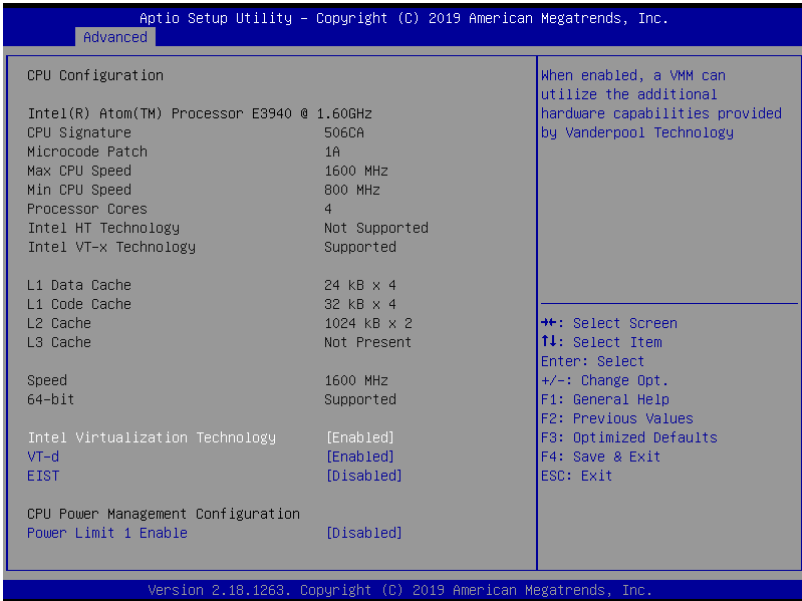 Aptio Setup Utility – Copyright (C) 2019 American Megatrends, Inc.
Advanced
CPU Configuration
Intel(R) Atom(TM) Processor E3940 @ 1.60GHz
CPU Signature 506CA
Microcode Patch 1A
Max CPU Speed 1600 MHz
Min CPU Speed 800 MHz
Processor Cores 4
Intel HT Technology Not Supported
Intel VT-x Technology Supported
L1 Data Cache 24 kB x 4
L1 Code Cache 32 kB x 4
L2 Cache 1024 kB x 2
L3 Cache Not Present
Speed 1600 MHz
64-bit Supported
Intel Virtualization Technology [Enabled]
VT-d [Enabled]
EIST [Disabled]
CPU Power Management Configuration
Power Limit 1 Enable [Disabled]
When enabled, a VMM can
utilize the additional
hardware capabilities provided
by Vanderpool Technology
→←: Select Screen
↑↓: Select Item
Enter: Select
+/-: Change Opt.
F1: General Help
F2: Previous Values
F3: Optimized Defaults
F4: Save & Exit
ESC: Exit
Version 2.18.1263. Copyright (C) 2019 American Megatrends, Inc.